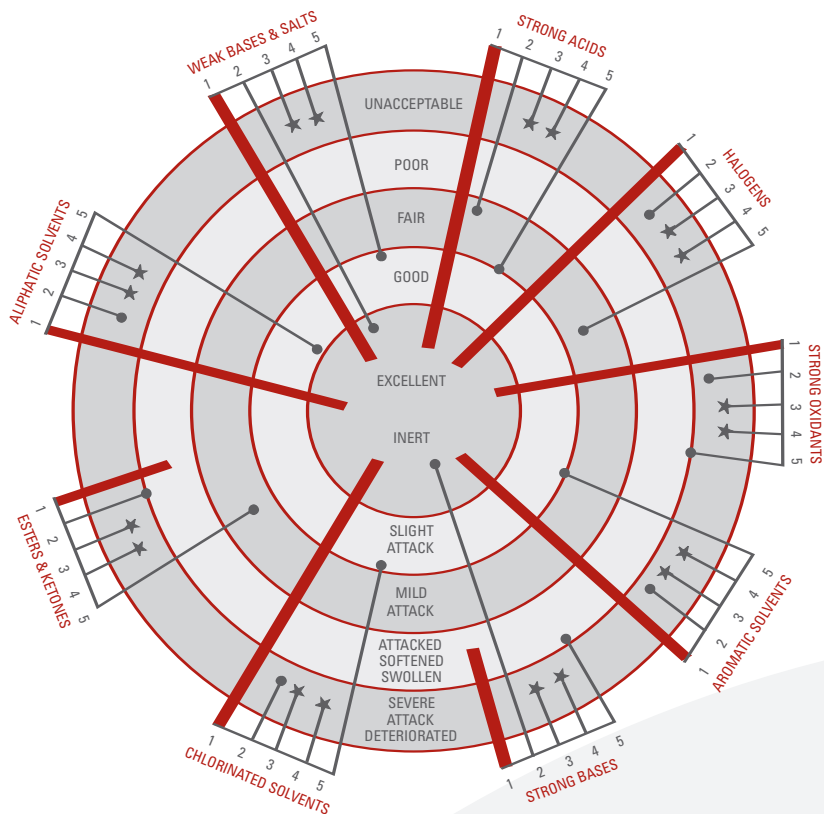 UNACCEPTABLE
POOR
FAIR
GOOD
EXCELLENT
INERT
SLIGHT
ATTACK
MILD
ATTACK
ATTACKED
SOFTENED
SWOLLEN
SEVERE
ATTACK
DETERIORATED
WEAK BASES & SALTS
1 2 3 4 5
STRONG ACIDS
1 2 3 4 5
HALOGENS
1 2 3 4 5
STRONG OXIDANTS
1 2 3 4 5
AROMATIC SOLVENTS
1 2 3 4 5
STRONG BASES
1 2 3 4 5
CHLORINATED SOLVENTS
1 2 3 4 5
ESTERS & KETONES
1 2 3 4 5
ALIPHATIC SOLVENTS
1 2 3 4 5